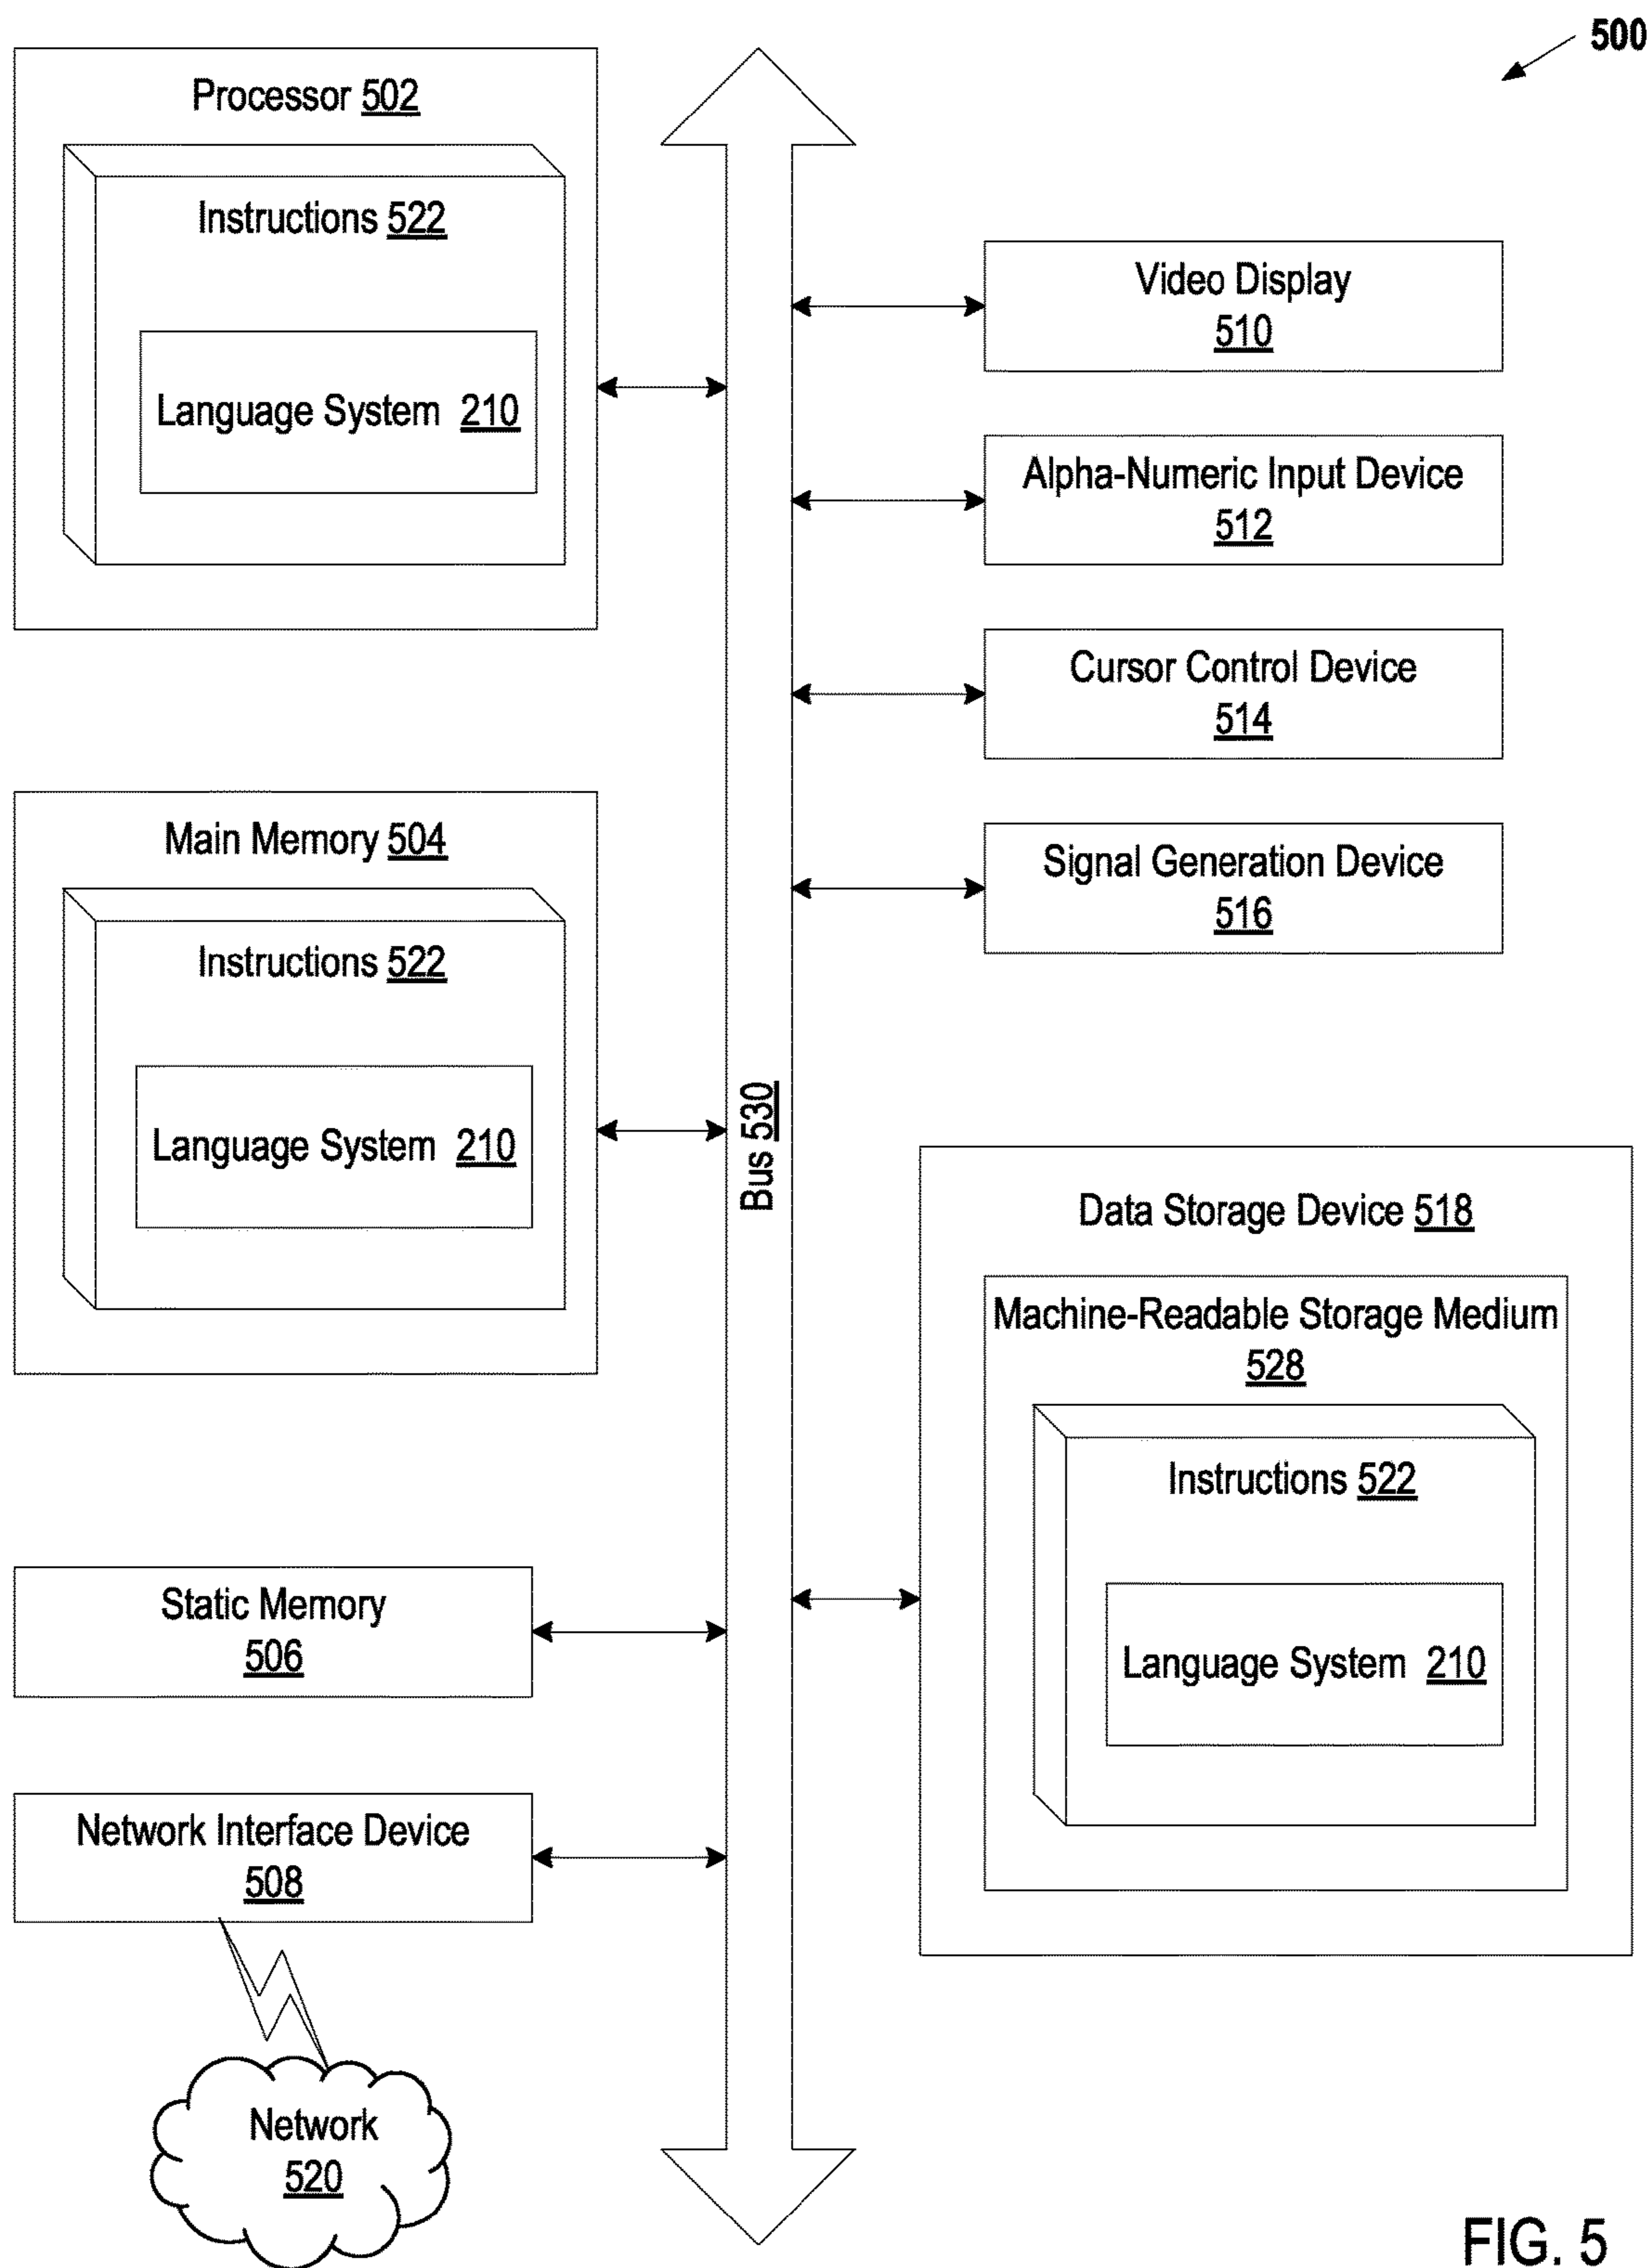 500
Processor 502
Instructions 522
Language System 210
Main Memory 504
Instructions 522
Language System 210
Static Memory
506
Network Interface Device
508
Network
520
Bus 530
Video Display
510
Alpha-Numeric Input Device
512
Cursor Control Device
514
Signal Generation Device
516
Data Storage Device 518
Machine-Readable Storage Medium
528
Instructions 522
Language System 210
FIG. 5